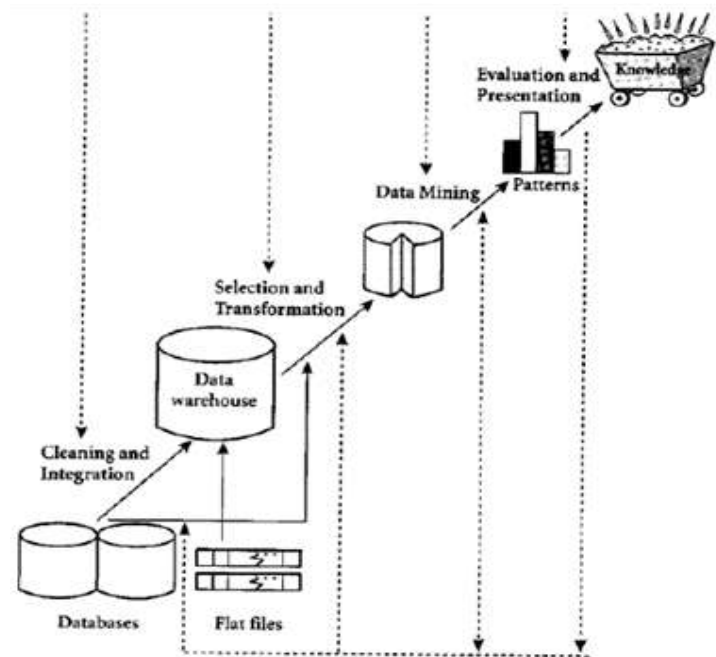 Evaluation and
Presentation
Knowledge
Patterns
Data Mining
Selection and
Transformation
Data
warehouse
Cleaning and
Integration
Databases
Flat files